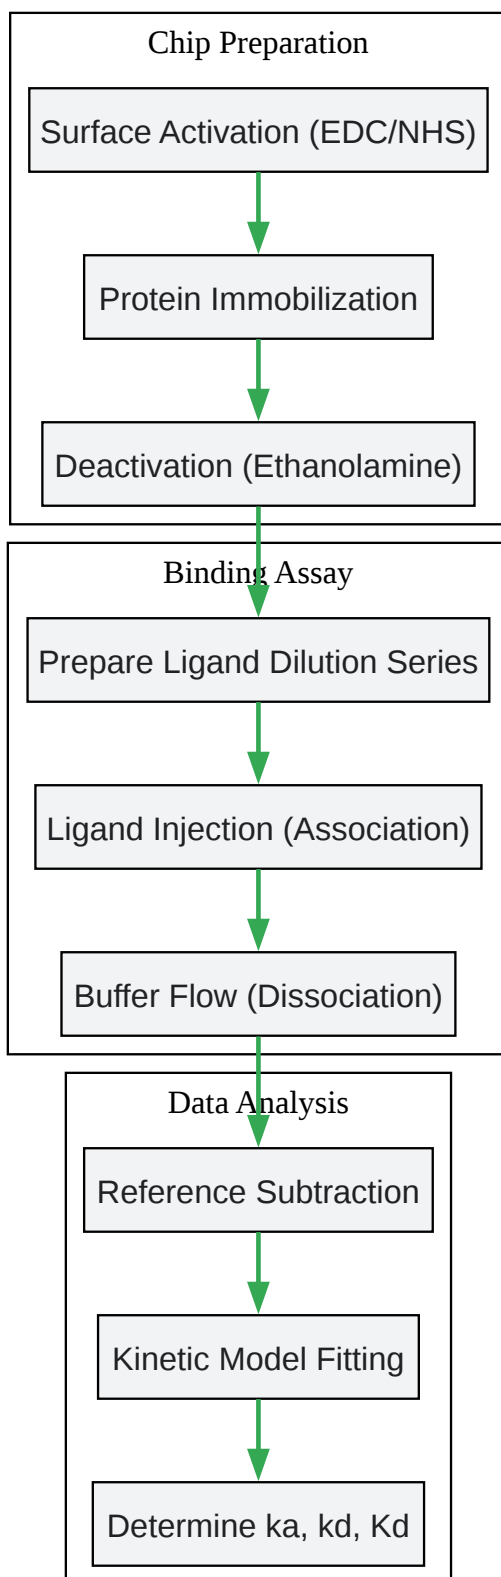 Chip Preparation
Surface Activation (EDC/NHS)
Protein Immobilization
Deactivation (Ethanolamine)
Binding Assay
Prepare Ligand Dilution Series
Ligand Injection (Association)
Buffer Flow (Dissociation)
Data Analysis
Reference Subtraction
Kinetic Model Fitting
Determine ka, kd, Kd